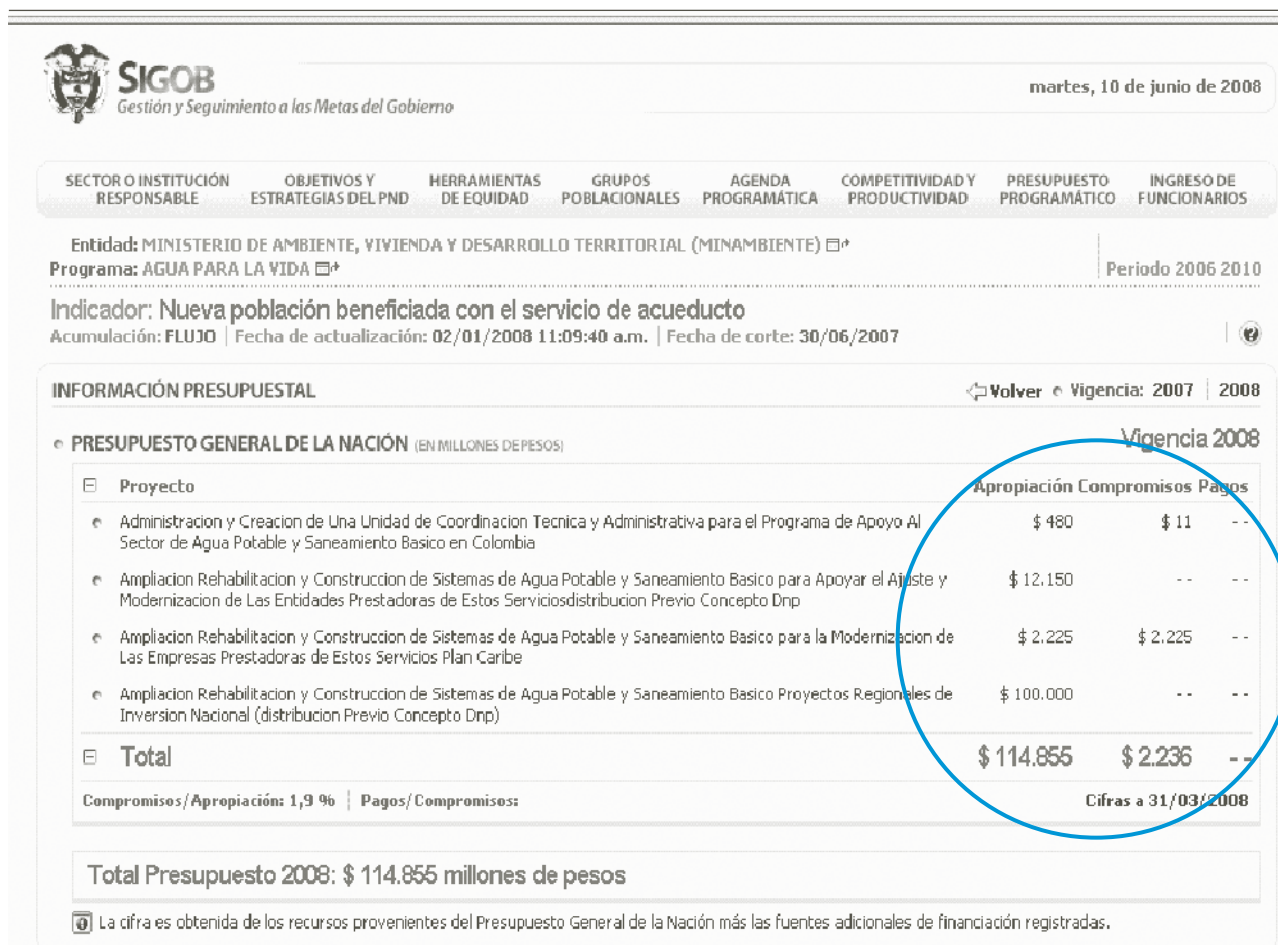 SIGOB
Gestión y Seguimiento a las Metas del Gobierno
martes, 10 de junio de 2008
SECTOR O INSTITUCIÓN RESPONSABLE
OBJETIVOS Y ESTRATEGIAS DEL PND
HERRAMIENTAS DE EQUIDAD
GRUPOS POBLACIONALES
AGENDA PROGRAMÁTICA
COMPETITIVIDAD Y PRODUCTIVIDAD
PRESUPUESTO PROGRAMÁTICO
INGRESO DE FUNCIONARIOS
Entidad: MINISTERIO DE AMBIENTE, VIVIENDA Y DESARROLLO TERRITORIAL (MINAMBIENTE)
Programa: AGUA PARA LA VIDA
Periodo 2006 2010
Indicador: Nueva población beneficiada con el servicio de acueducto
Acumulación: FLUJO | Fecha de actualización: 02/01/2008 11:09:40 a.m. | Fecha de corte: 30/06/2007
INFORMACIÓN PRESUPUESTAL
Volver Vigencia: 2007 | 2008
PRESUPUESTO GENERAL DE LA NACIÓN (EN MILLONES DE PESOS)
Vigencia 2008
Proyecto Apropiación Compromisos Pagos
Administracion y Creacion de Una Unidad de Coordinacion Tecnica y Administrativa para el Programa de Apoyo Al $ 480 $ 11 - -
Sector de Agua Potable y Saneamiento Basico en Colombia
Ampliacion Rehabilitacion y Construccion de Sistemas de Agua Potable y Saneamiento Basico para Apoyar el Ajuste y $ 12.150 - - - -
Modernizacion de Las Entidades Prestadoras de Estos Serviciosdistribucion Previo Concepto Dnp
Ampliacion Rehabilitacion y Construccion de Sistemas de Agua Potable y Saneamiento Basico para la Modernizacion de $ 2.225 $ 2.225 - -
Las Empresas Prestadoras de Estos Servicios Plan Caribe
Ampliacion Rehabilitacion y Construccion de Sistemas de Agua Potable y Saneamiento Basico Proyectos Regionales de $ 100.000 - - - -
Inversion Nacional (distribucion Previo Concepto Dnp)
Total $ 114.855 $ 2.236 - -
Compromisos/Apropiación: 1,9 % | Pagos/Compromisos:
Cifras a 31/03/2008
Total Presupuesto 2008: $ 114.855 millones de pesos
La cifra es obtenida de los recursos provenientes del Presupuesto General de la Nación más las fuentes adicionales de financiación registradas.